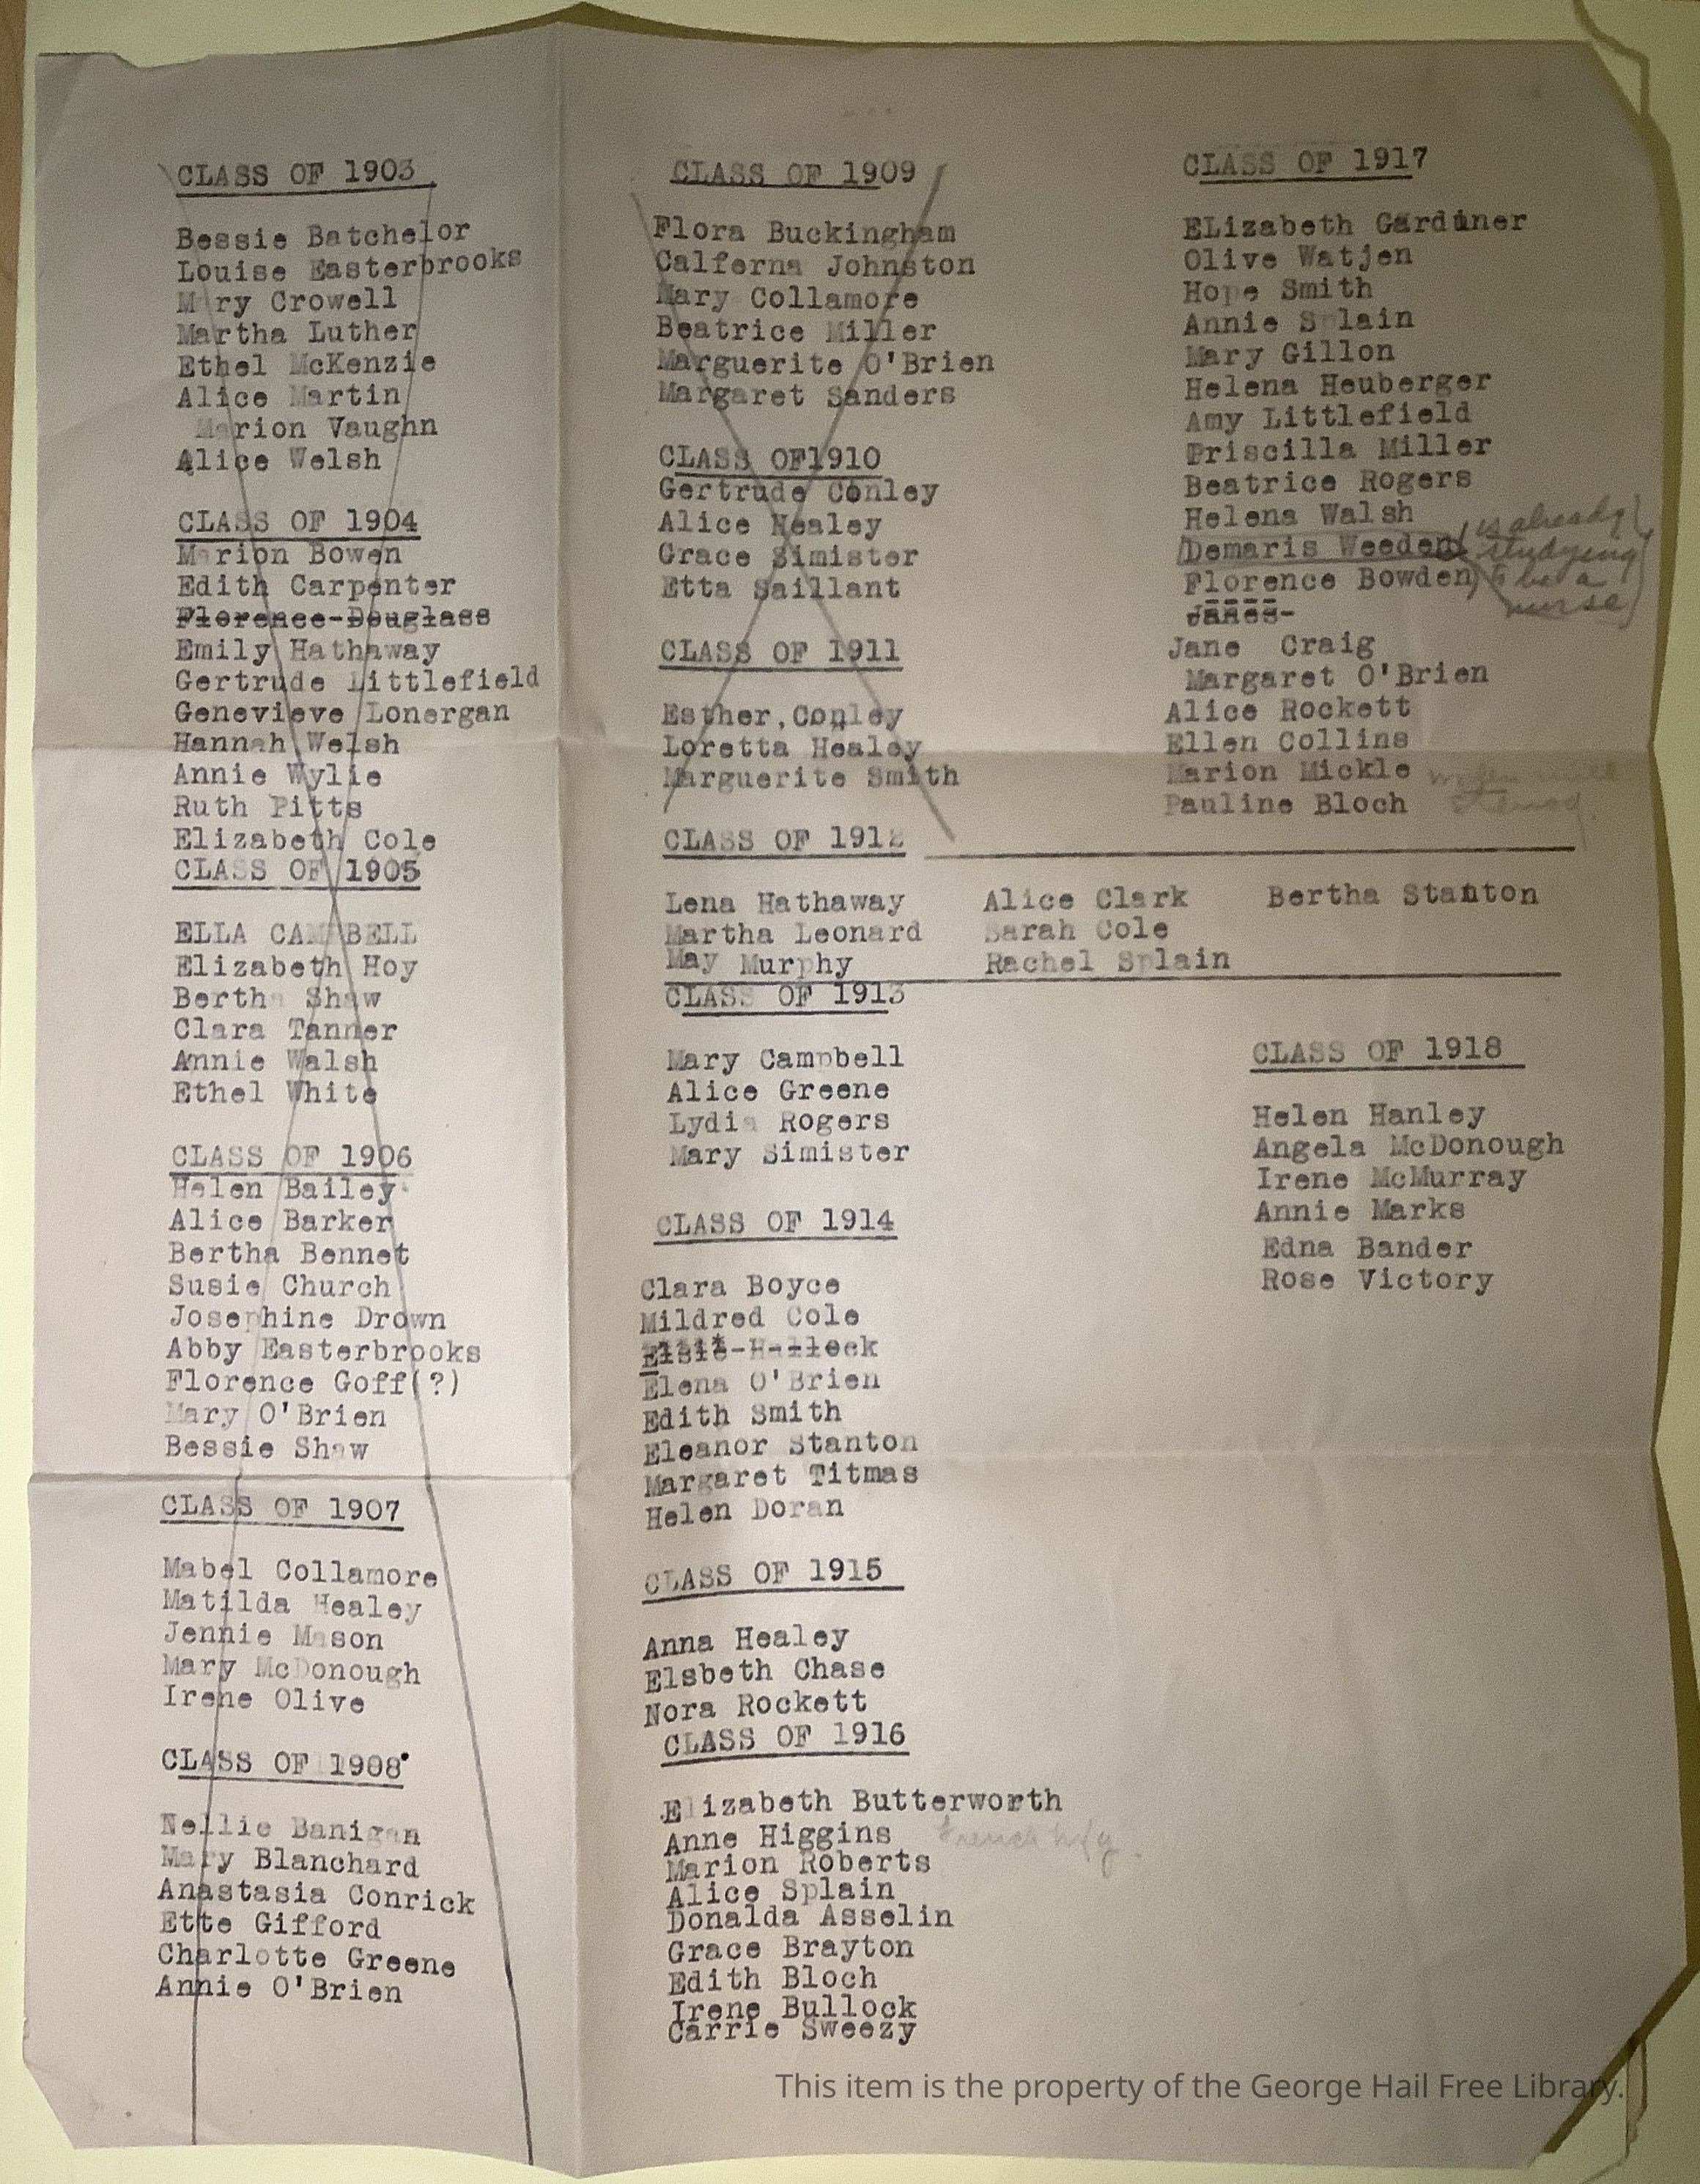 CLASS OF 1903
Bessie Batchelor
Louise Easterbrooks
Mary Crowell
Martha Luther
Ethel McKenzie
Alice Martin
Marion Vaughn
Alice Welsh
CLASS OF 1904
Marion Bowen
Edith Carpenter
Florence-Douglass
Emily Hathaway
Gertrude Littlefield
Genevieve Lonergan
Hannah Welsh
Annie Wylie
Ruth Pitts
Elizabeth Cole
CLASS OF 1905
ELLA CAMPBELL
Elizabeth Hoy
Bertha Shaw
Clara Tanner
Annie Walsh
Ethel White
CLASS OF 1906
Helen Bailey
Alice Barker
Bertha Bennet
Susie Church
Josephine Drown
Abby Easterbrooks
Florence Goff(?)
Mary O'Brien
Bessie Shaw
CLASS OF 1907
Mabel Collamore
Matilda Healey
Jennie Mason
Mary McDonough
Irene Olive
CLASS OF 1908
Nellie Banigan
Mary Blanchard
Anastasia Conrick
Ette Gifford
Charlotte Greene
Annie O'Brien
CLASS OF 1909
Flora Buckingham
Calferna Johnston
Mary Collamore
Beatrice Miller
Marguerite O'Brien
Margaret Sanders
CLASS OF1910
Gertrude Conley
Alice Healey
Grace Simister
Etta Saillant
CLASS OF 1911
Esther,Conley
Loretta Healey
Marguerite Smith
CLASS OF 1912
Lena Hathaway Alice Clark Bertha Stanton
Martha Leonard Sarah Cole
May Murphy Rachel Splain
CLASS OF 1913
Mary Campbell
Alice Greene
Lydia Rogers
Mary Simister
CLASS OF 1914
Clara Boyce
Mildred Cole
Elsie-Hallock
Elena O'Brien
Edith Smith
Eleanor Stanton
Margaret Titmas
Helen Doran
CLASS OF 1915
Anna Healey
Elsbeth Chase
Nora Rockett
CLASS OF 1916
Elizabeth Butterworth
Anne Higgins French
Marion Roberts
Alice Splain
Donalda Asselin
Grace Brayton
Edith Bloch
Irene Bullock
Carrie Sweezy
CLASS OF 1917
ELizabeth Gardiner
Olive Watjen
Hope Smith
Annie Splain
Mary Gillon
Helena Heuberger
Amy Littlefield
Priscilla Miller
Beatrice Rogers
Helena Walsh
Demaris Weeden (is already studying to be a nurse)
Florence Bowden)
James-
Jane Craig
Margaret O'Brien
Alice Rockett
Ellen Collins
Marion Mickle
Pauline Bloch
CLASS OF 1918
Helen Hanley
Angela McDonough
Irene McMurray
Annie Marks
Edna Bander
Rose Victory
This item is the property of the George Hail Free Library.